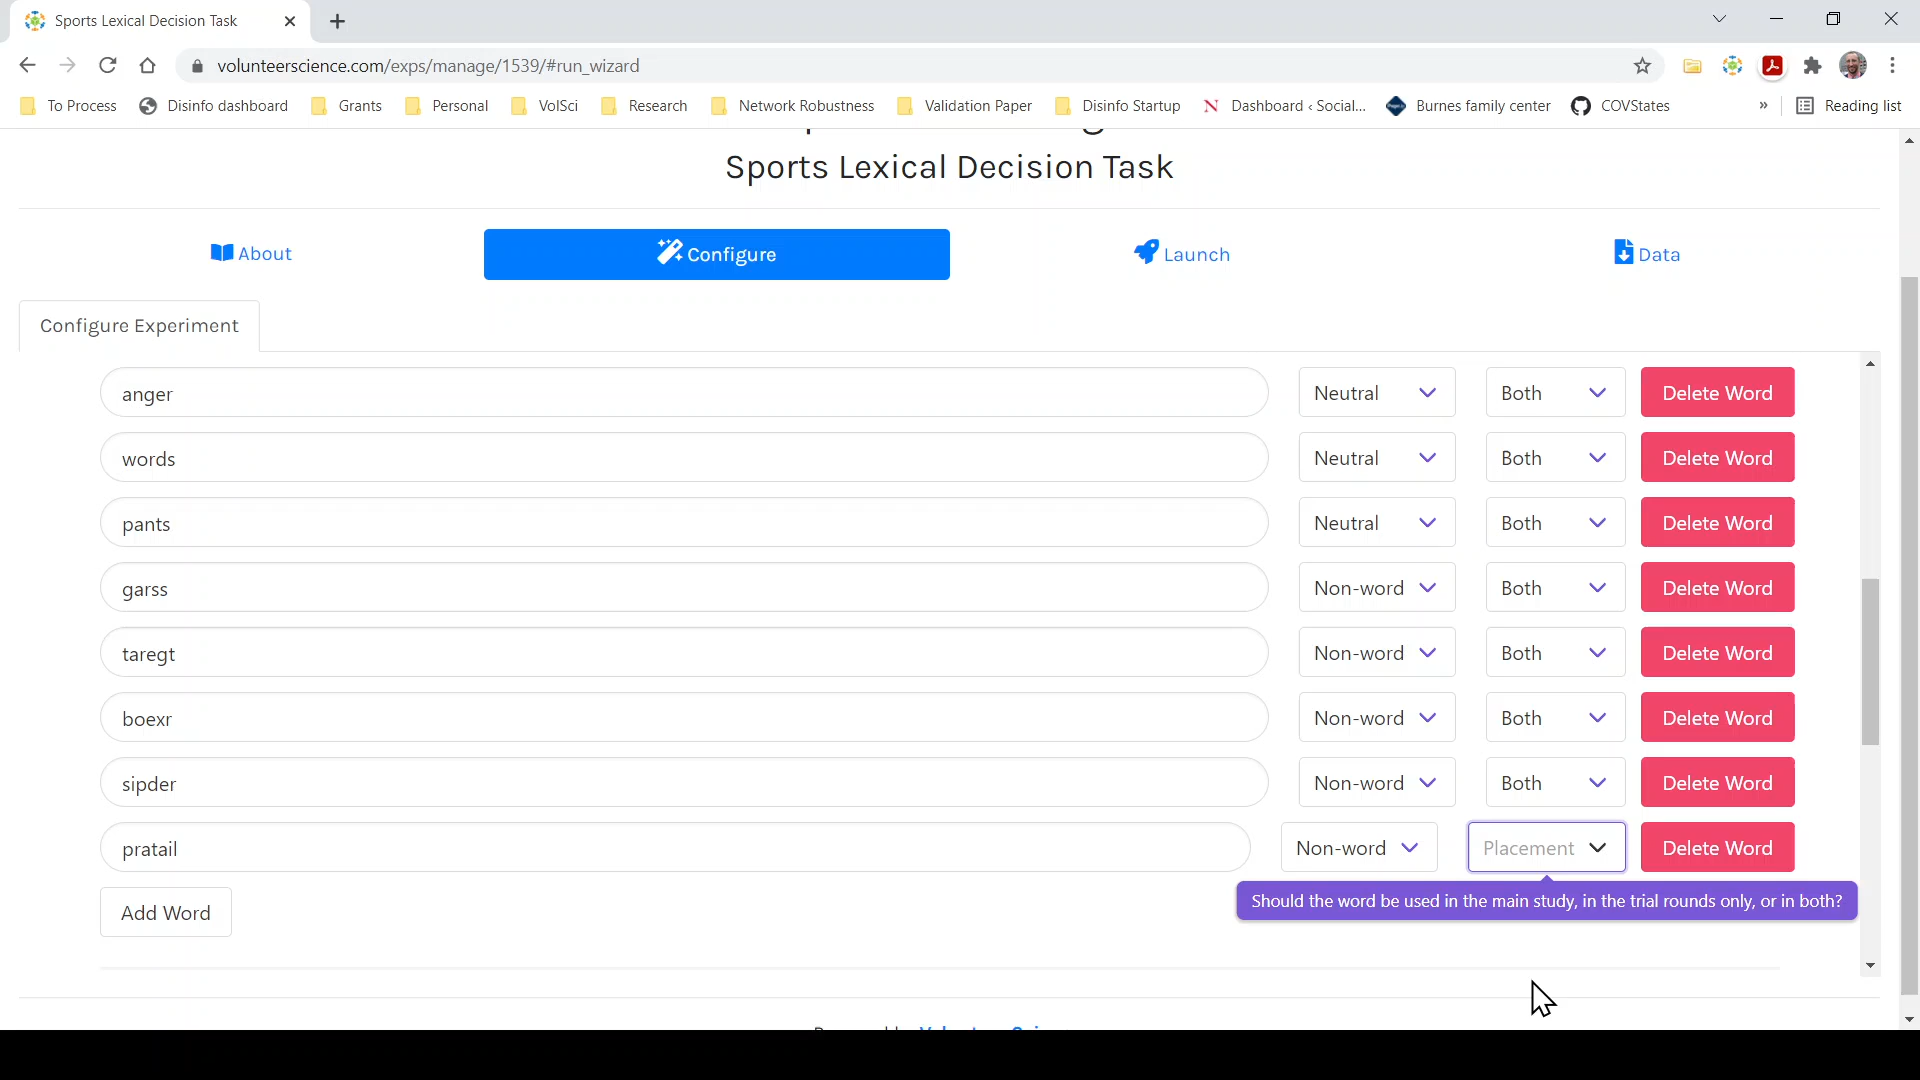 Sports Lexical Decision Task
volunteerscience.com/exps/manage/1539/#run_wizard
To Process Disinfo dashboard Grants Personal VolSci Research Network Robustness Validation Paper Disinfo Startup Dashboard ‹ Social... Burnes family center COVStates » Reading list
Sports Lexical Decision Task
About Configure Launch Data
Configure Experiment
anger Neutral Both Delete Word
words Neutral Both Delete Word
pants Neutral Both Delete Word
garss Non-word Both Delete Word
taregt Non-word Both Delete Word
boexr Non-word Both Delete Word
sipder Non-word Both Delete Word
pratail Non-word Placement Delete Word
Should the word be used in the main study, in the trial rounds only, or in both?
Add Word